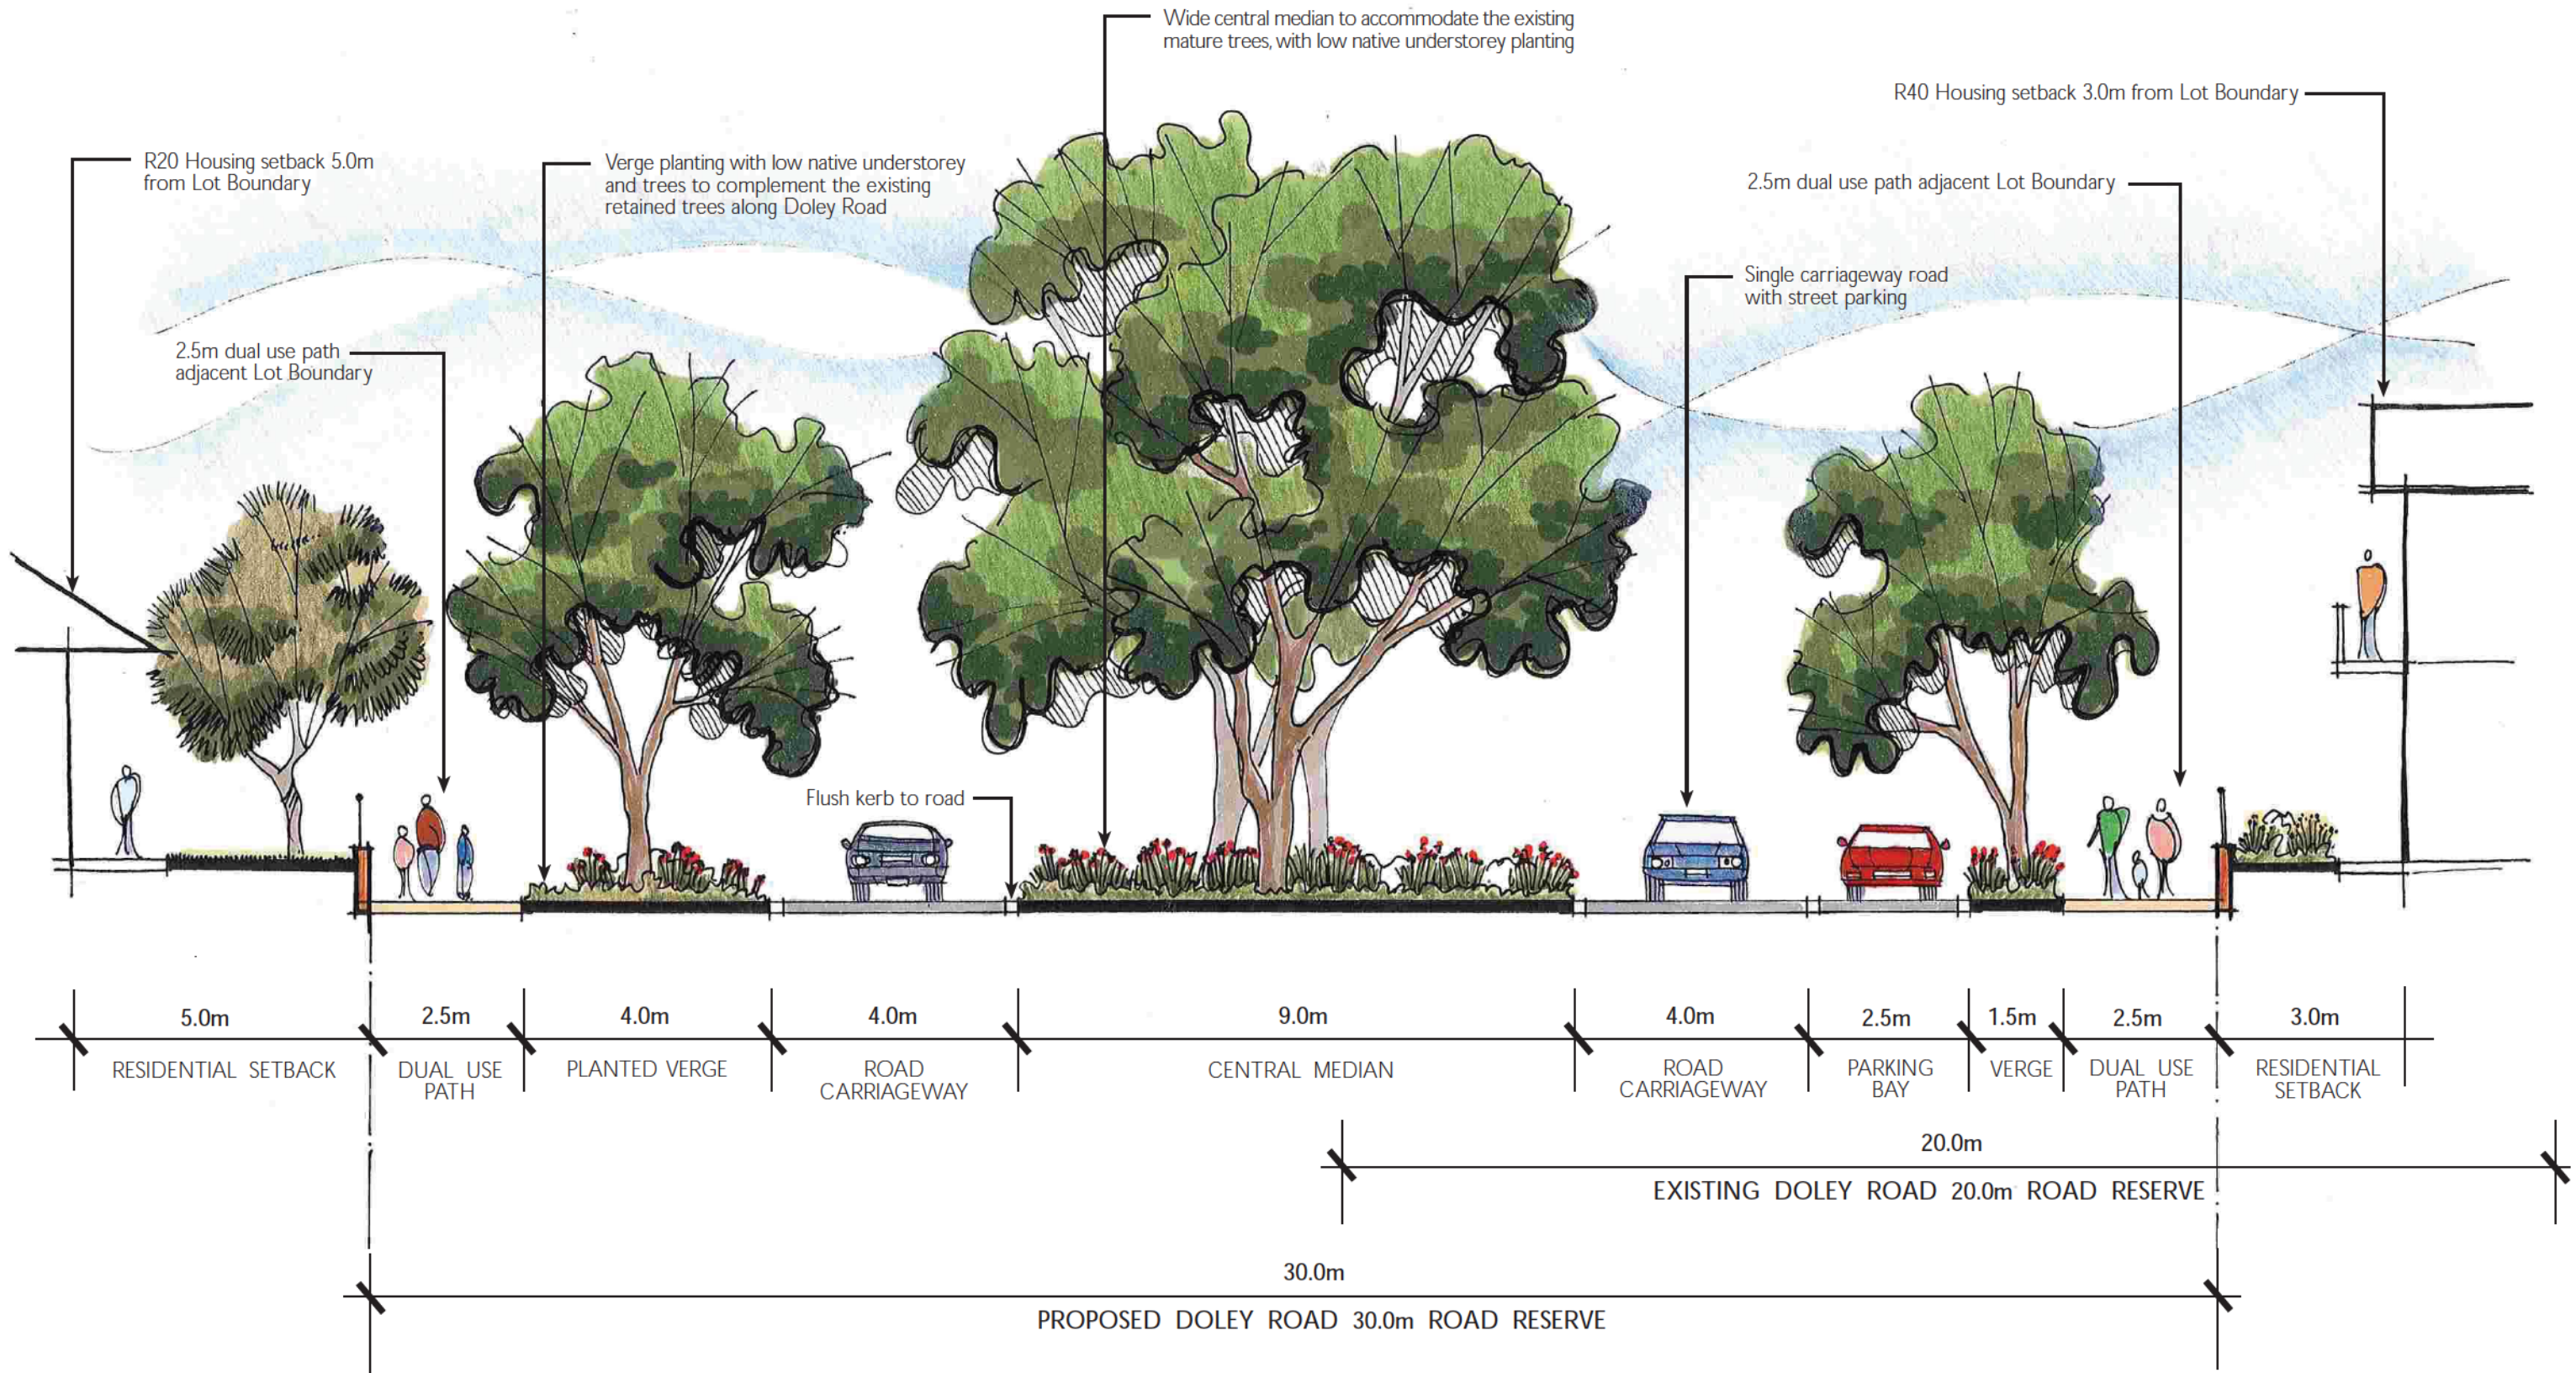 Wide central median to accommodate the existing
mature trees, with low native understorey planting
R40 Housing setback 3.0m from Lot Boundary
R20 Housing setback 5.0m
from Lot Boundary
Verge planting with low native understorey
and trees to complement the existing
retained trees along Doley Road
2.5m dual use path adjacent Lot Boundary
Single carriageway road
with street parking
2.5m dual use path
adjacent Lot Boundary
Flush kerb to road
5.0m
RESIDENTIAL SETBACK
2.5m
DUAL USE
PATH
4.0m
PLANTED VERGE
4.0m
ROAD
CARRIAGEWAY
9.0m
CENTRAL MEDIAN
4.0m
ROAD
CARRIAGEWAY
2.5m
PARKING
BAY
1.5m
VERGE
2.5m
DUAL USE
PATH
3.0m
RESIDENTIAL
SETBACK
20.0m
EXISTING DOLEY ROAD 20.0m ROAD RESERVE
30.0m
PROPOSED DOLEY ROAD 30.0m ROAD RESERVE